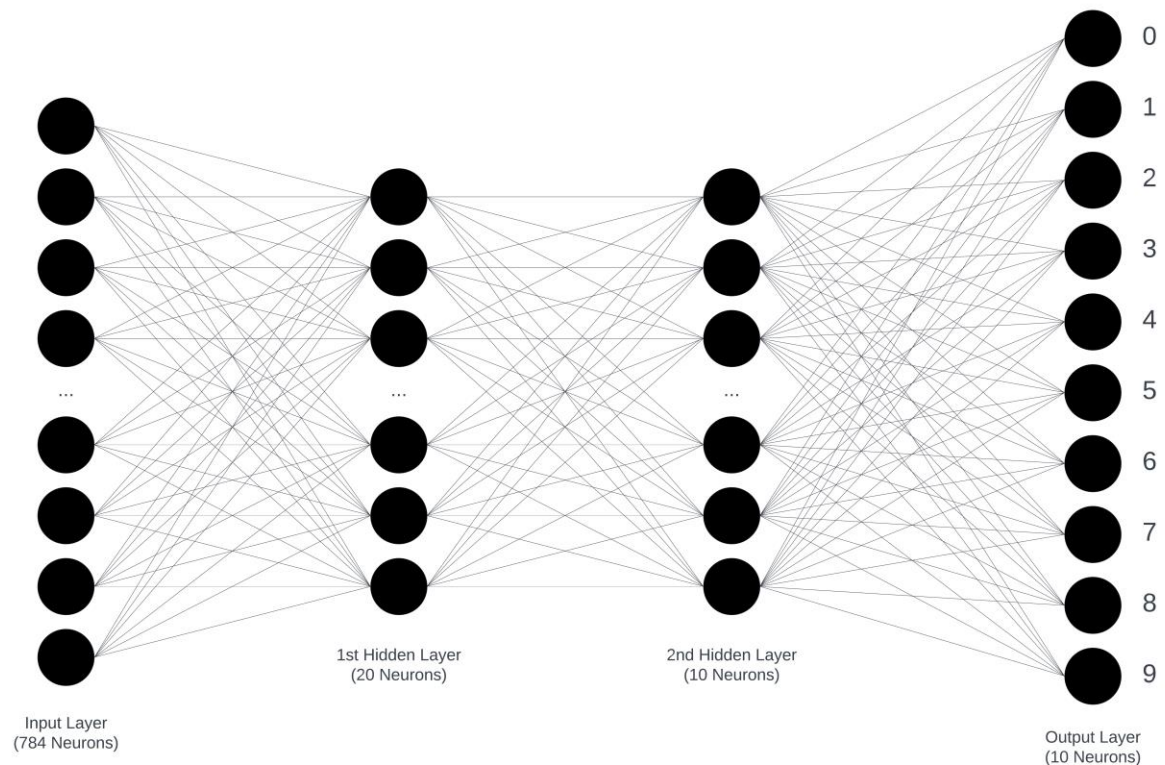 0
1
2
3
4
...
...
...
5
6
7
8
9
1st Hidden Layer
(20 Neurons)
2nd Hidden Layer
(10 Neurons)
Input Layer
(784 Neurons)
Output Layer
(10 Neurons)